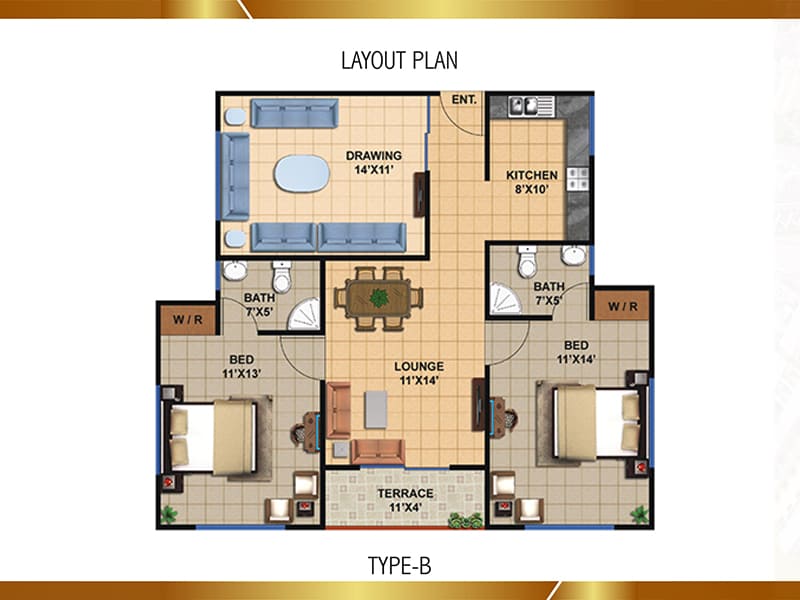 LAYOUT PLAN
ENT.
DRAWING
14'X11'
KITCHEN
8'X10'
BATH
7'X5'
BATH
7'X5'
W / R
W / R
BED
11'X13'
LOUNGE
11'X14'
BED
11'X14'
TERRACE
11'X4'
TYPE-B